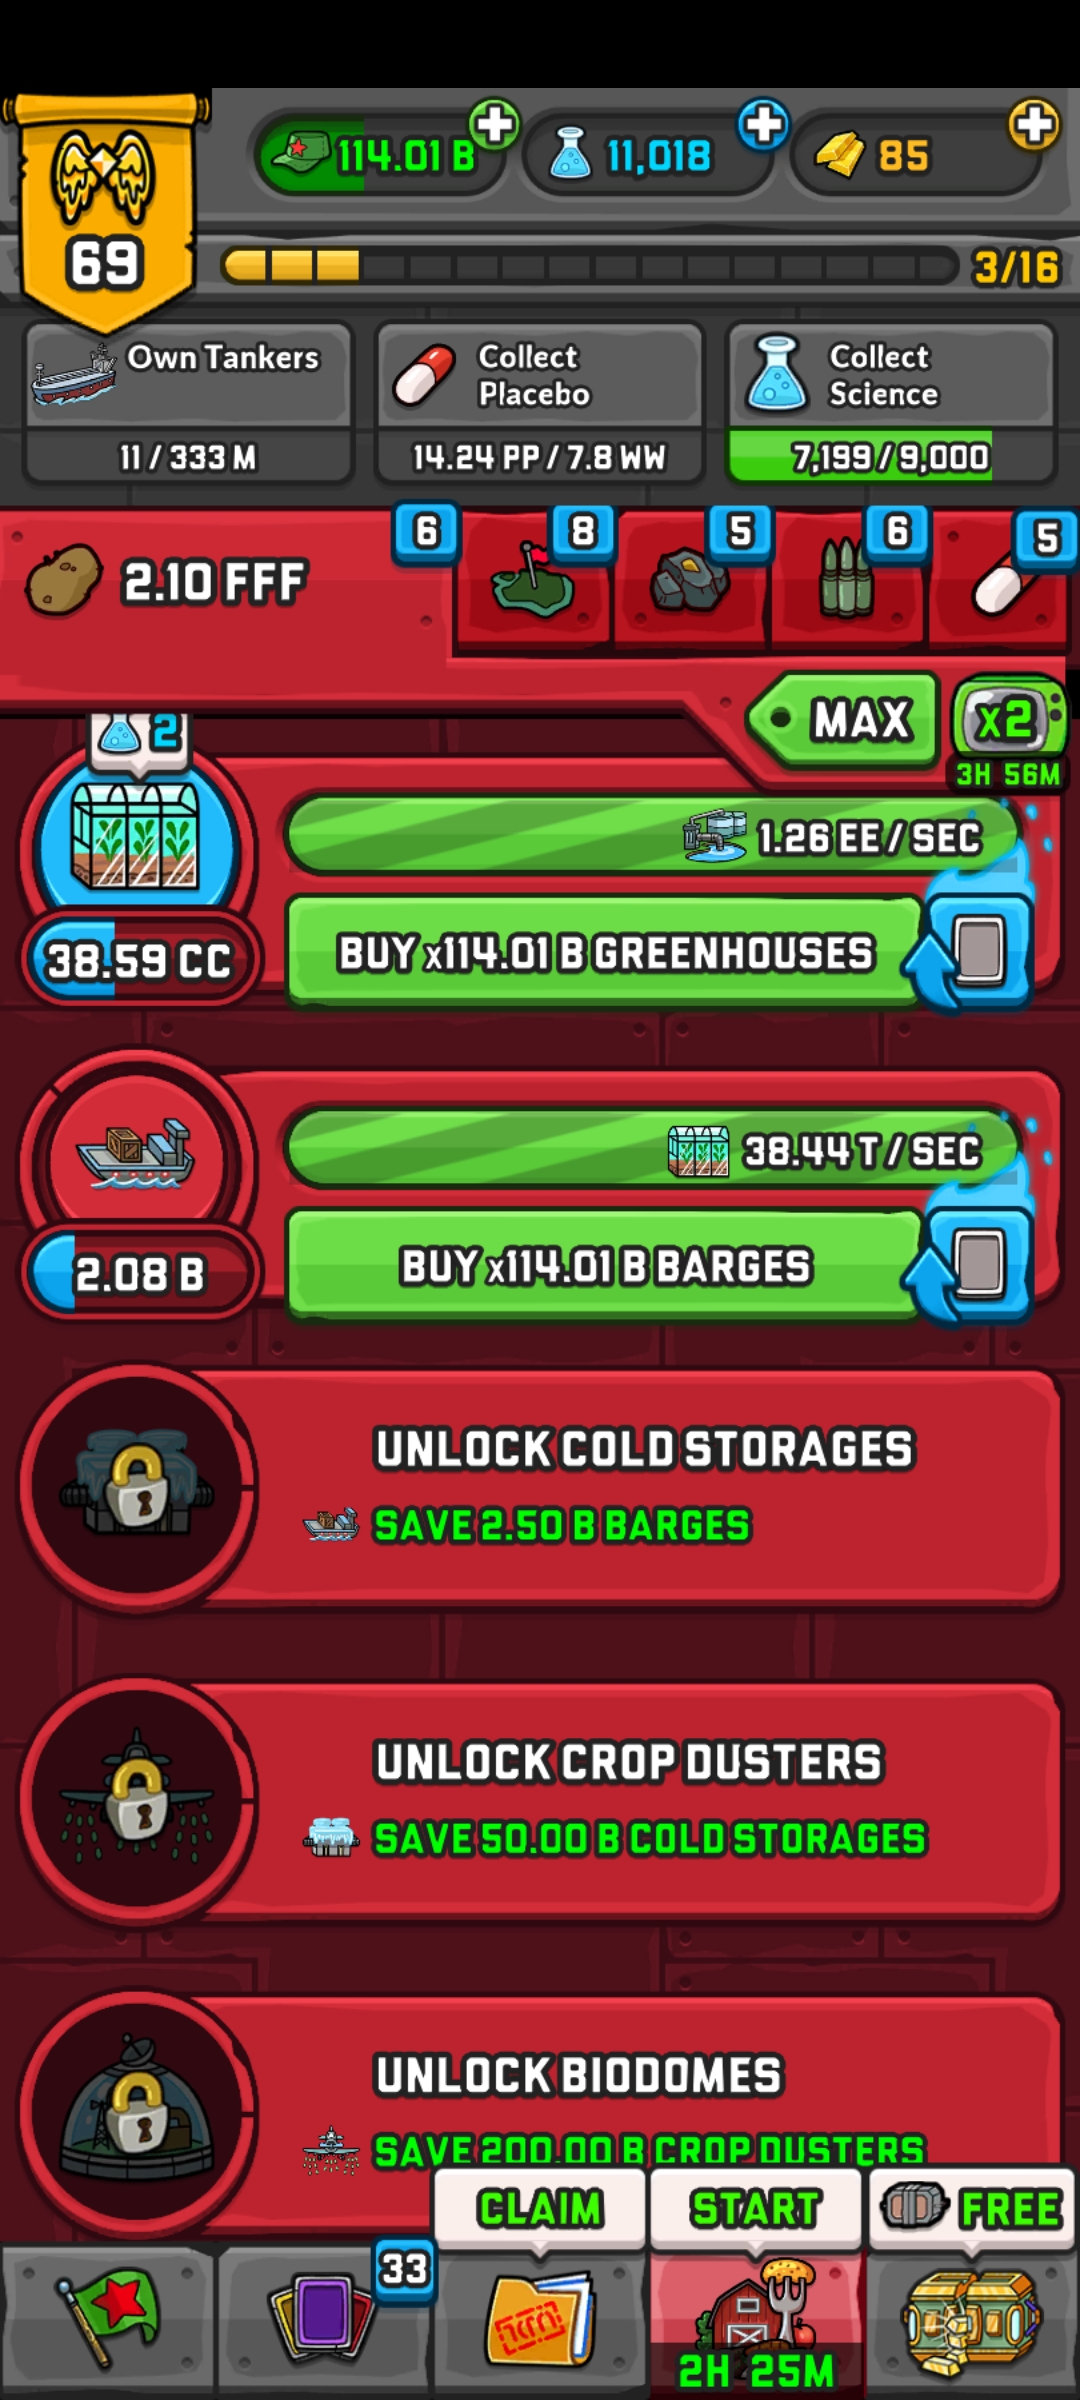 114.01 B
11,018
85
69
3/16
Own Tankers
11 / 333 M
Collect
Placebo
14.24 PP / 7.8 WW
Collect
Science
7,199 / 9,000
2.10 FFF
6
8
5
6
5
MAX
x2
3H 56M
2
1.26 EE / SEC
38.59 CC
BUY x114.01 B GREENHOUSES
38.44 T / SEC
2.08 B
BUY x114.01 B BARGES
UNLOCK COLD STORAGES
SAVE 2.50 B BARGES
UNLOCK CROP DUSTERS
SAVE 50.00 B COLD STORAGES
UNLOCK BIODOMES
SAVE 200.00 B CROP DUSTERS
CLAIM
START
FREE
33
2H 25M